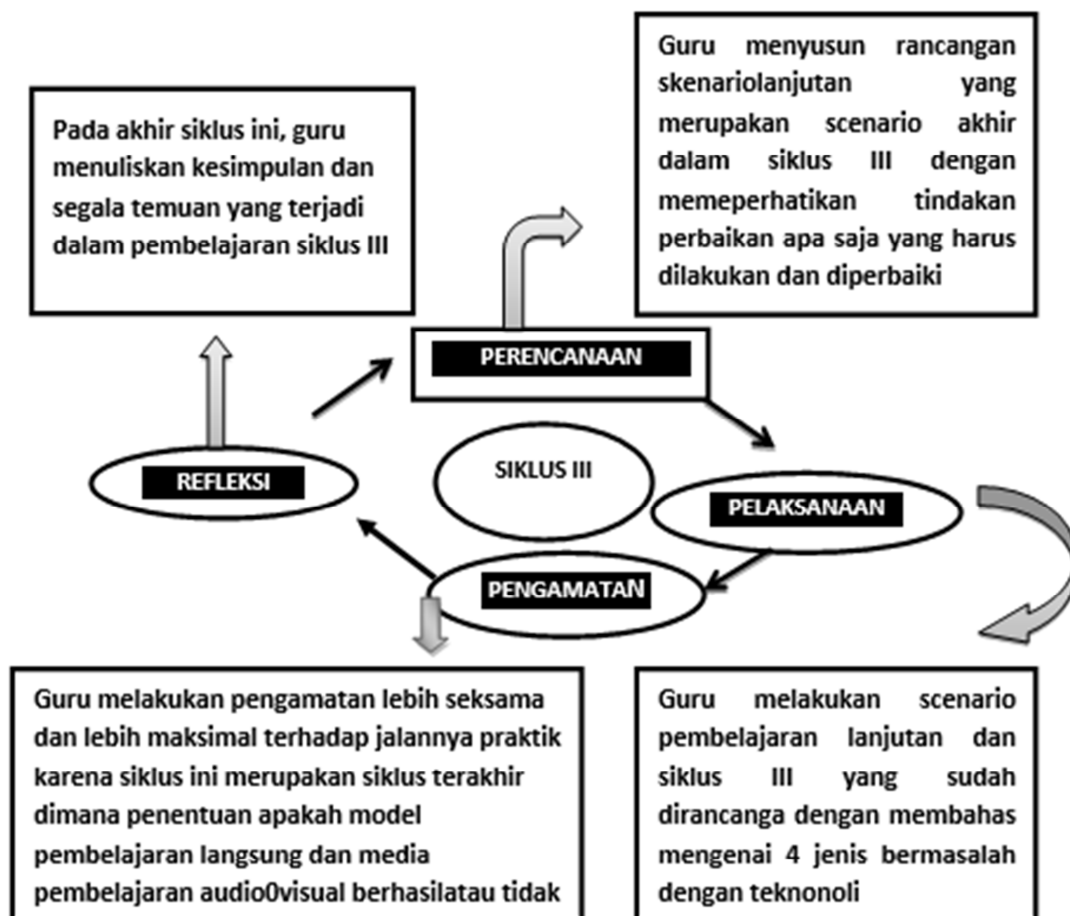 Guru menyusun rancangan
skenariolanjutan yang
merupakan scenario akhir
dalam siklus III dengan
memeperhatikan tindakan
perbaikan apa saja yang harus
dilakukan dan diperbaiki
Pada akhir siklus ini, guru
menuliskan kesimpulan dan
segala temuan yang terjadi
dalam pembelajaran siklus III
PERENCANAAN
REFLEKSI
SIKLUS III
PELAKSANAAN
PENGAMATAN
Guru melakukan pengamatan lebih seksama
dan lebih maksimal terhadap jalannya praktik
karena siklus ini merupakan siklus terakhir
dimana penentuan apakah model
pembelajaran langsung dan media
pembelajaran audio0visual berhasilatau tidak
Guru melakukan scenario
pembelajaran lanjutan dan
siklus III yang sudah
dirancanga dengan membahas
mengenai 4 jenis bermasalah
dengan teknonoli